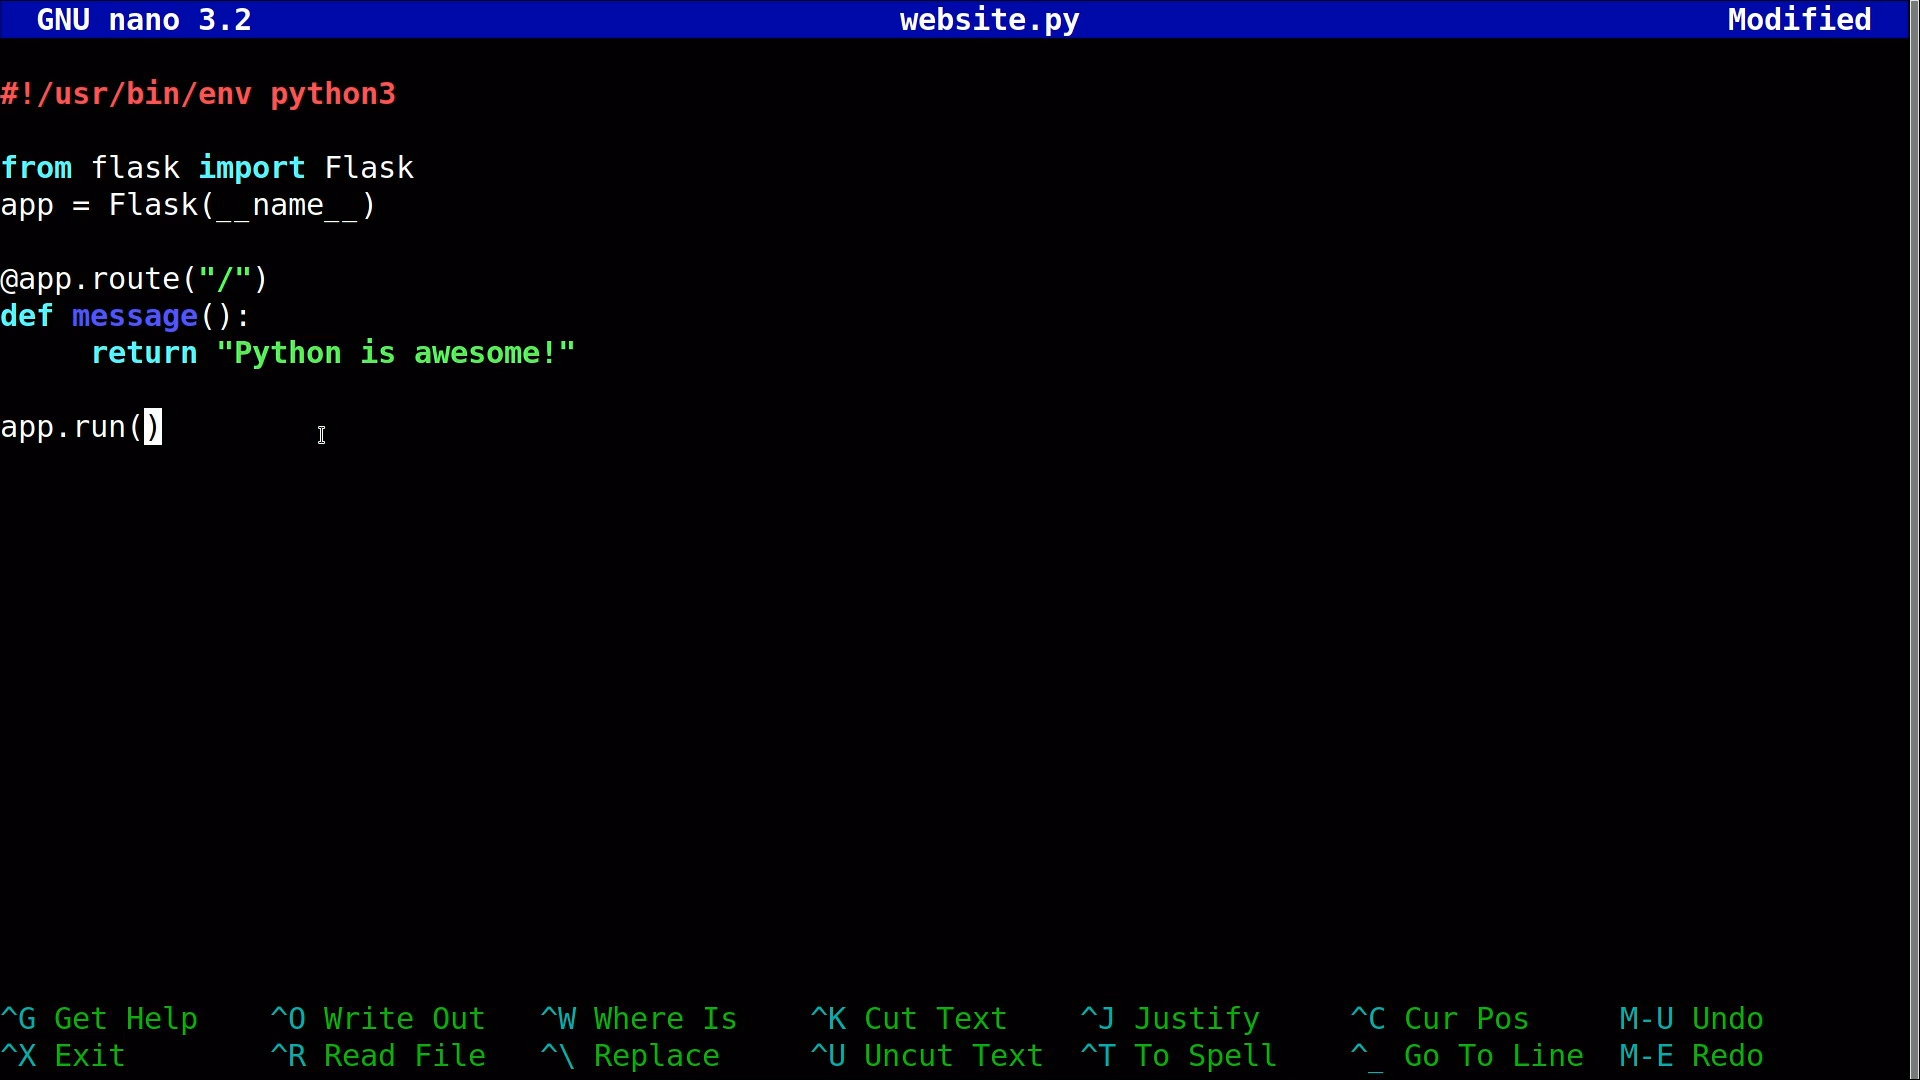 GNU nano 3.2 website.py Modified
#!/usr/bin/env python3
from flask import Flask
app = Flask(__name__)
@app.route("/")
def message():
     return "Python is awesome!"
app.run()
^G Get Help ^O Write Out ^W Where Is ^K Cut Text ^J Justify ^C Cur Pos M-U Undo
^X Exit ^R Read File ^\ Replace ^U Uncut Text ^T To Spell ^_ Go To Line M-E Redo